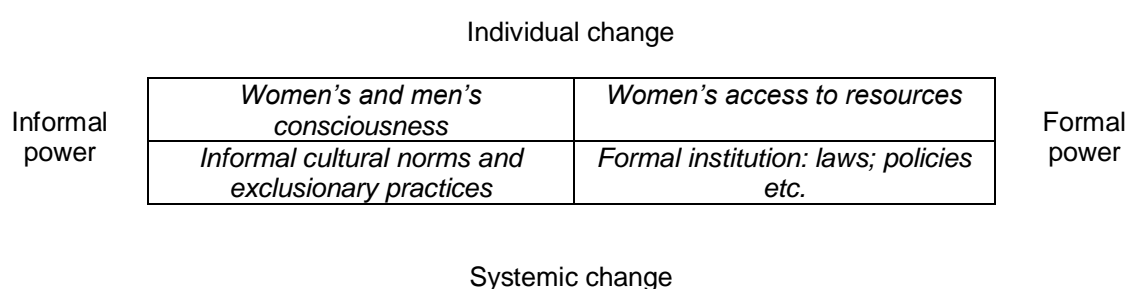 Individual change
Informal
power
Women’s and men’s
consciousness
Women’s access to resources
Informal cultural norms and
exclusionary practices
Formal institution: laws; policies
etc.
Formal
power
Systemic change